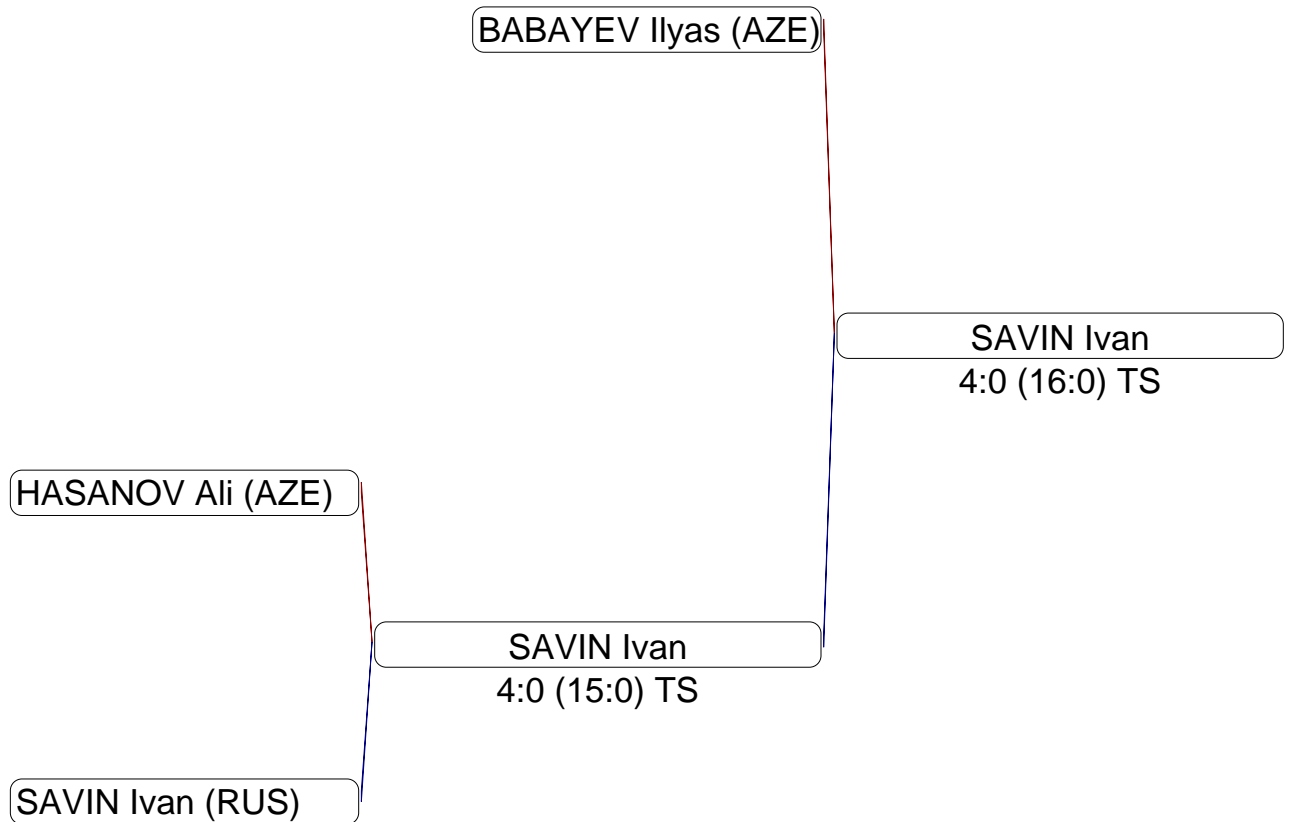 BABAYEV Ilyas (AZE)
SAVIN Ivan
4:0 (16:0) TS
HASANOV Ali (AZE)
SAVIN Ivan
4:0 (15:0) TS
SAVIN Ivan (RUS)